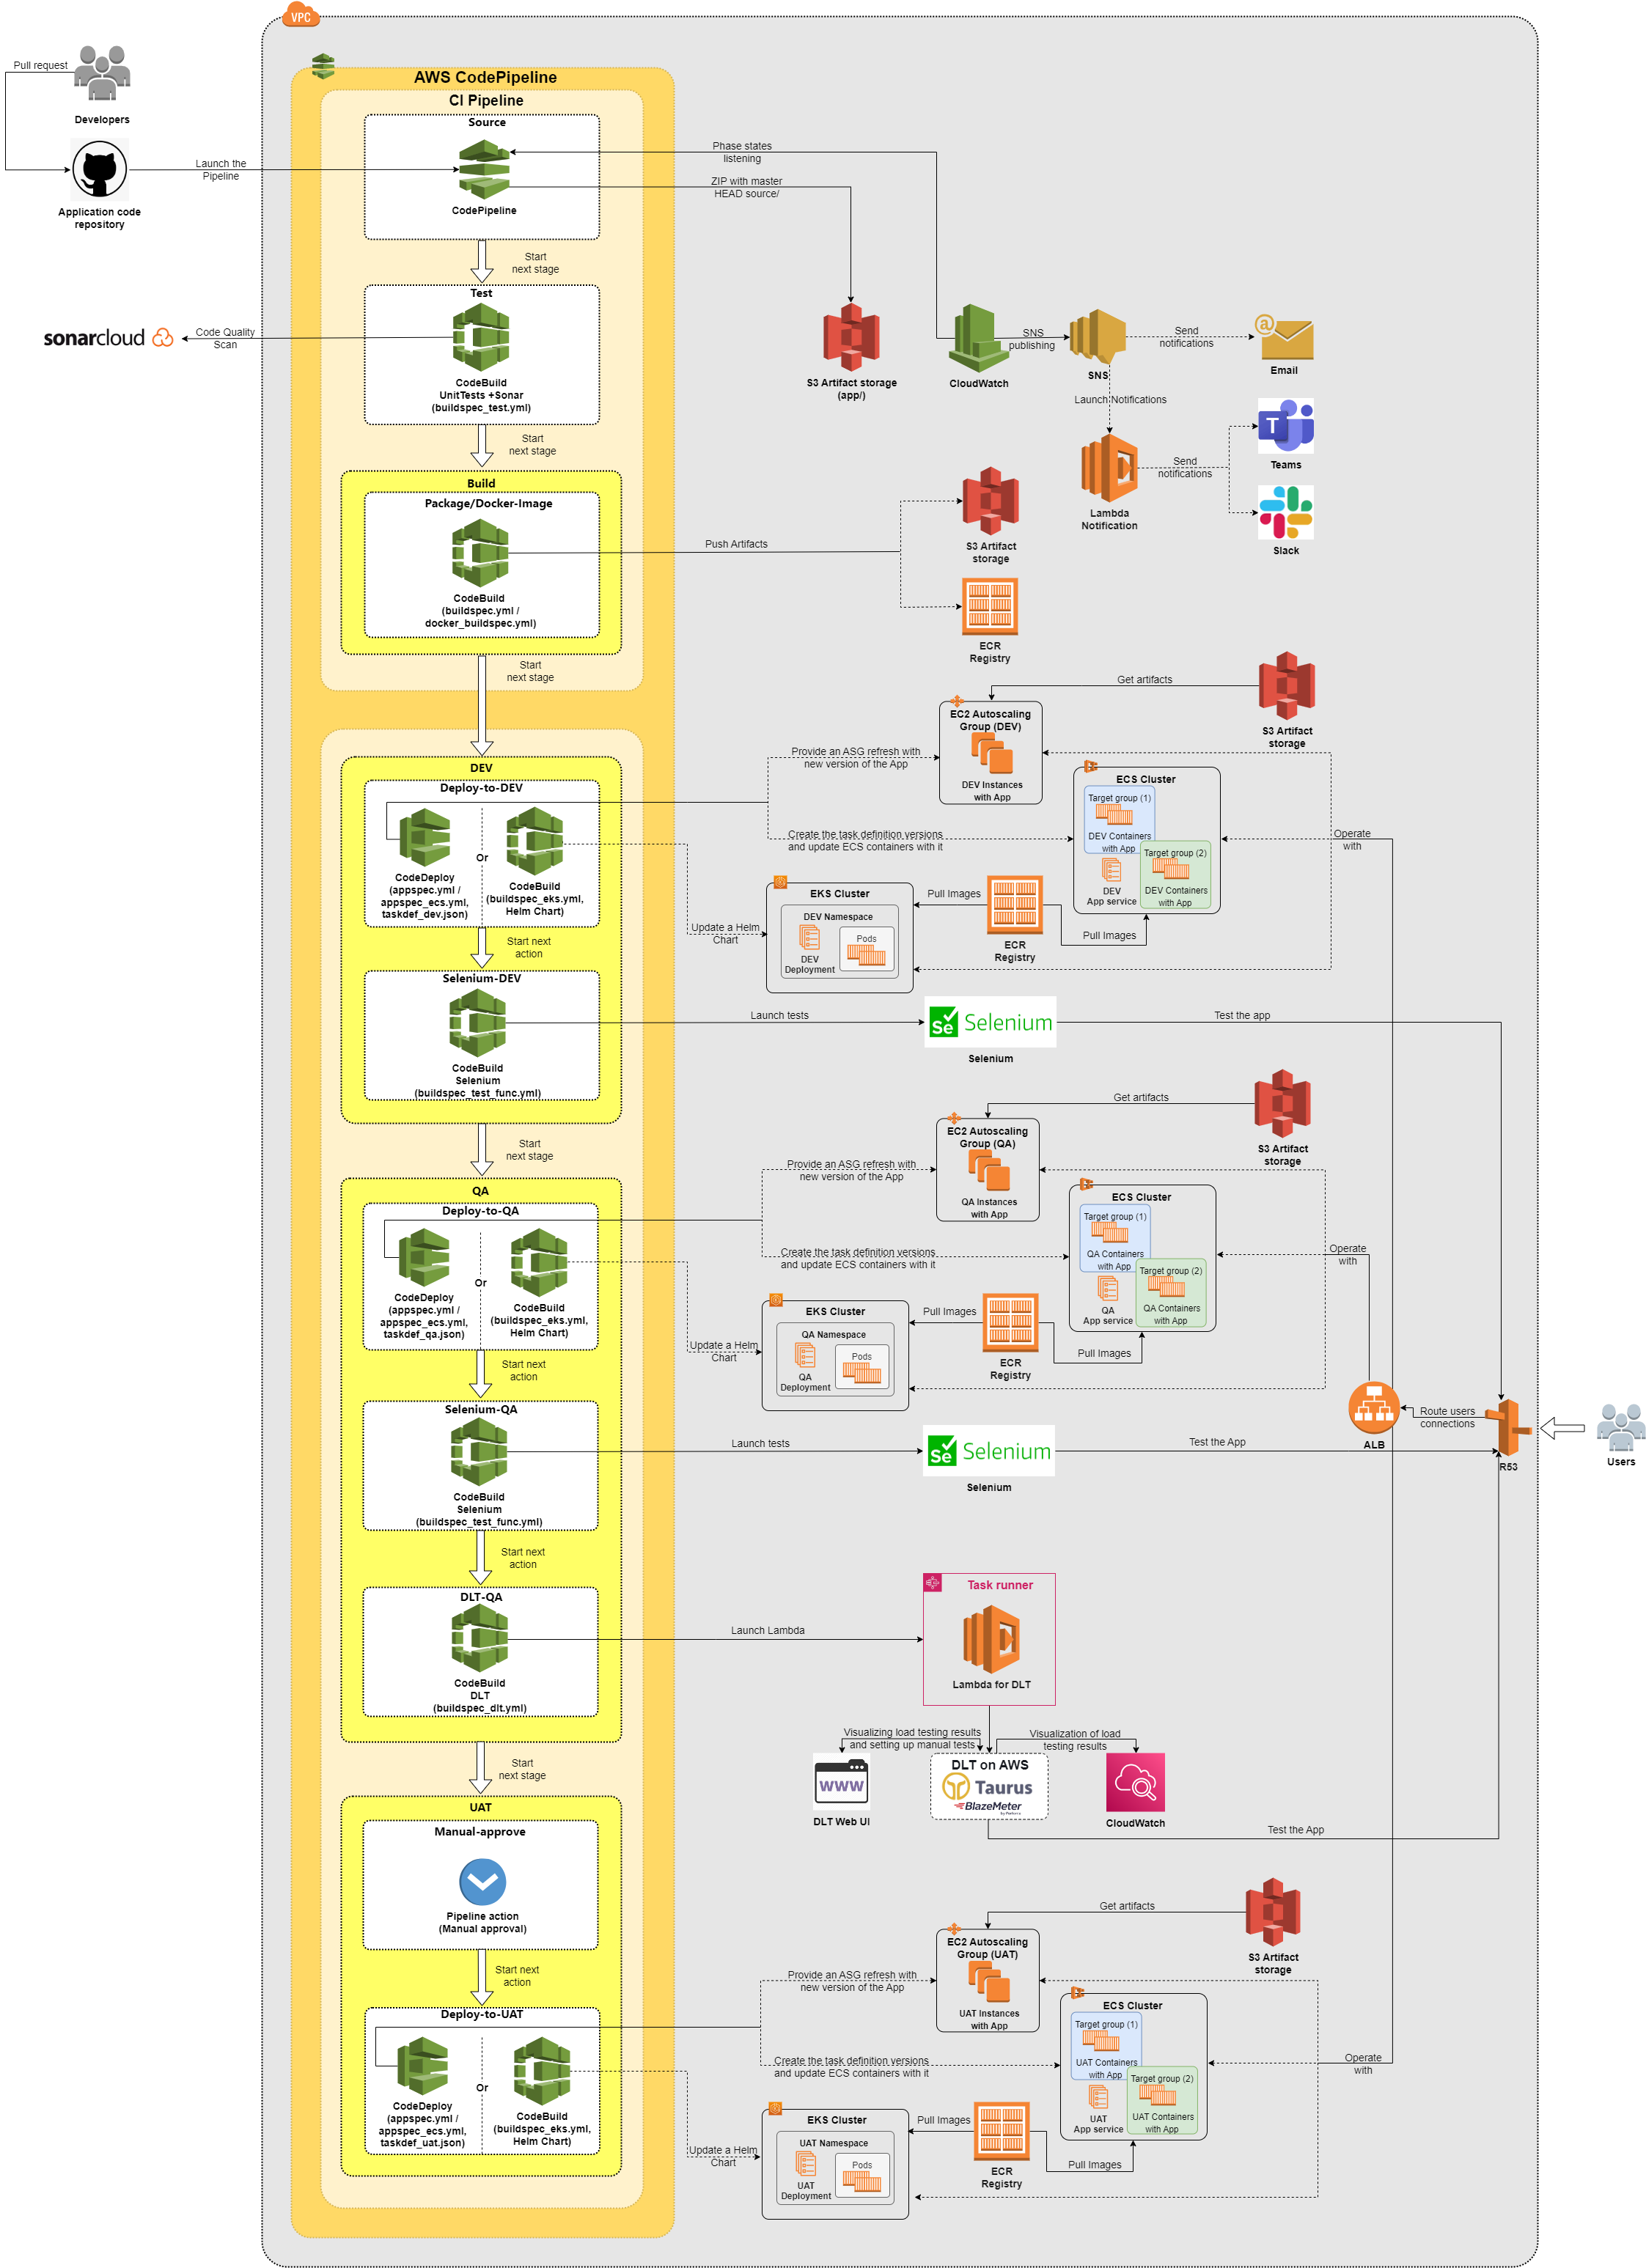 VPC
AWS CodePipeline
CI Pipeline
Pull request
Developers
Application code
repository
Launch the
Pipeline
Source
CodePipeline
Phase states
listening
ZIP with master
HEAD source/
Start
next stage
Test
CodeBuild
UnitTests +Sonar
(buildspec_test.yml)
sonarcloud
Code Quality
Scan
S3 Artifact storage
(app/)
CloudWatch
SNS
publishing
SNS
Send
notifications
Email
Launch Notifications
Lambda
Notification
Send
notifications
Teams
Slack
Start
next stage
Build
Package/Docker-Image
CodeBuild
(buildspec.yml /
docker_buildspec.yml)
Push Artifacts
S3 Artifact
storage
ECR
Registry
Start
next stage
DEV
Deploy-to-DEV
CodeDeploy
(appspec.yml /
appspec_ecs.yml,
taskdef_dev.json)
Or
CodeBuild
(buildspec_eks.yml,
Helm Chart)
Provide an ASG refresh with
new version of the App
Create the task definition versions
and update ECS containers with it
Update a Helm
Chart
Get artifacts
S3 Artifact
storage
EC2 Autoscaling
Group (DEV)
DEV Instances
with App
ECS Cluster
Target group (1)
DEV Containers
with App
Target group (2)
DEV Containers
with App
DEV
App service
Operate
with
EKS Cluster
DEV Namespace
DEV
Deployment
Pods
Pull Images
ECR
Registry
Pull Images
Start next
action
Selenium-DEV
CodeBuild
Selenium
(buildspec_test_func.yml)
Launch tests
Se Selenium
Selenium
Test the app
Start
next stage
QA
Deploy-to-QA
CodeDeploy
(appspec.yml /
appspec_ecs.yml,
taskdef_qa.json)
Or
CodeBuild
(buildspec_eks.yml,
Helm Chart)
Provide an ASG refresh with
new version of the App
Create the task definition versions
and update ECS containers with it
Update a Helm
Chart
Get artifacts
S3 Artifact
storage
EC2 Autoscaling
Group (QA)
QA Instances
with App
ECS Cluster
Target group (1)
QA Containers
with App
Target group (2)
QA Containers
with App
QA
App service
Operate
with
EKS Cluster
QA Namespace
QA
Deployment
Pods
Pull Images
ECR
Registry
Pull Images
Start next
action
Selenium-QA
CodeBuild
Selenium
(buildspec_test_func.yml)
Launch tests
Se Selenium
Selenium
Test the App
ALB
Route users
connections
R53
Users
Start next
action
DLT-QA
CodeBuild
DLT
(buildspec_dlt.yml)
Launch Lambda
Task runner
Lambda for DLT
Visualizing load testing results
and setting up manual tests
Visualization of load
testing results
WWW
DLT Web UI
DLT on AWS
Taurus
BlazeMeter
CloudWatch
Test the App
Start
next stage
UAT
Manual-approve
Pipeline action
(Manual approval)
Start next
action
Deploy-to-UAT
CodeDeploy
(appspec.yml /
appspec_ecs.yml,
taskdef_uat.json)
Or
CodeBuild
(buildspec_eks.yml,
Helm Chart)
Provide an ASG refresh with
new version of the App
Create the task definition versions
and update ECS containers with it
Update a Helm
Chart
Get artifacts
S3 Artifact
storage
EC2 Autoscaling
Group (UAT)
UAT Instances
with App
ECS Cluster
Target group (1)
UAT Containers
with App
Target group (2)
UAT Containers
with App
UAT
App service
Operate
with
EKS Cluster
UAT Namespace
UAT
Deployment
Pods
Pull Images
ECR
Registry
Pull Images